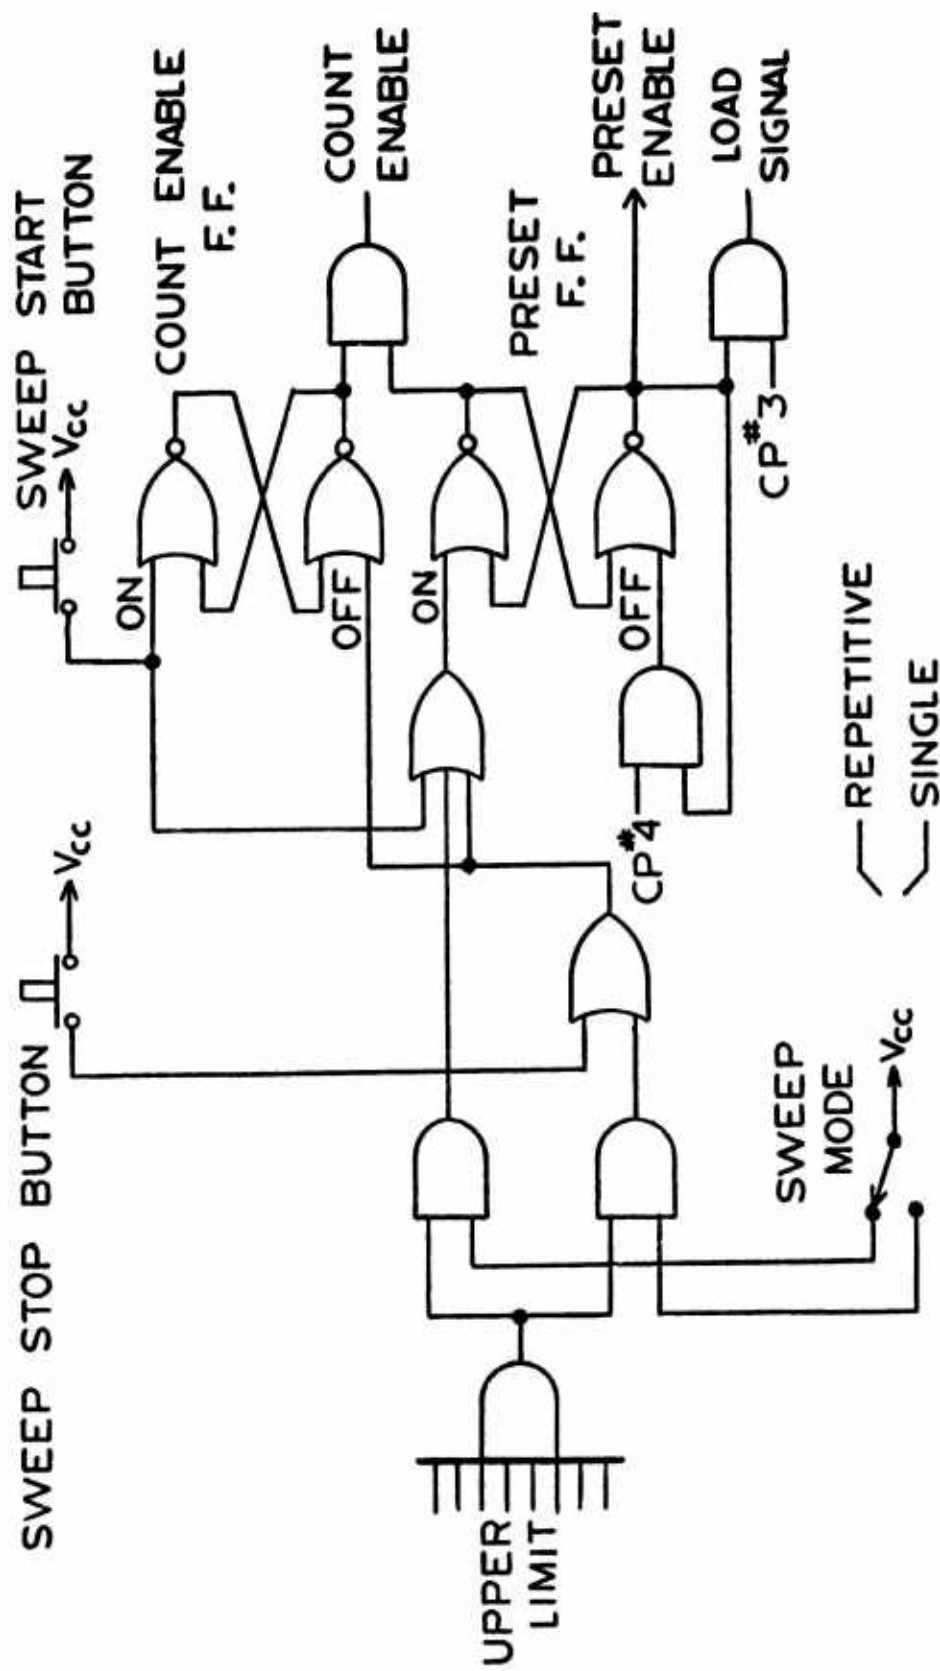 SWEEP STOP BUTTON
Vcc
SWEEP START
BUTTON
Vcc
ON
COUNT ENABLE
F. F.
OFF
COUNT
ENABLE
ON
PRESET
F. F.
OFF
PRESET
ENABLE
CP#4
CP#3
LOAD
SIGNAL
UPPER
LIMIT
SWEEP
MODE
Vcc
REPETITIVE
SINGLE